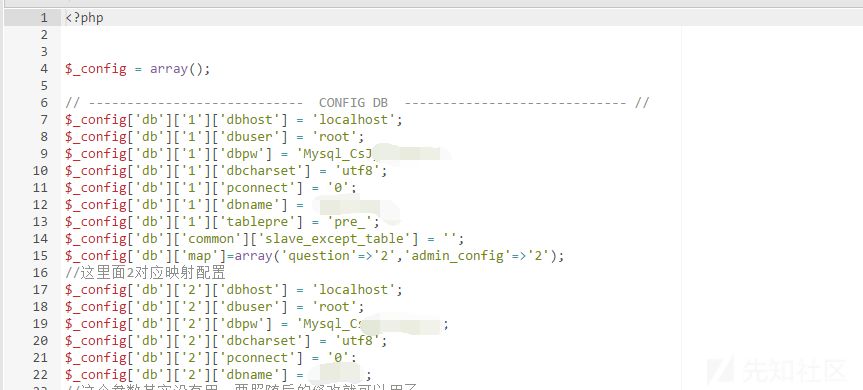 1 <?php
2
3
4 $_config = array();
5
6 // ---------------------------- CONFIG DB ----------------------------- //
7 $_config['db']['1']['dbhost'] = 'localhost';
8 $_config['db']['1']['dbuser'] = 'root';
9 $_config['db']['1']['dbpw'] = 'Mysql_CsJ
10 $_config['db']['1']['dbcharset'] = 'utf8';
11 $_config['db']['1']['pconnect'] = '0';
12 $_config['db']['1']['dbname'] =
13 $_config['db']['1']['tablepre'] = 'pre_';
14 $_config['db']['common']['slave_except_table'] = '';
15 $_config['db']['map']=array('question'=>'2','admin_config'=>'2');
16 //这里面2对应映射配置
17 $_config['db']['2']['dbhost'] = 'localhost';
18 $_config['db']['2']['dbuser'] = 'root';
19 $_config['db']['2']['dbpw'] = 'Mysql_Cs ;
20 $_config['db']['2']['dbcharset'] = 'utf8';
21 $_config['db']['2']['pconnect'] = '0';
22 $_config['db']['2']['dbname'] = ;
先知社区